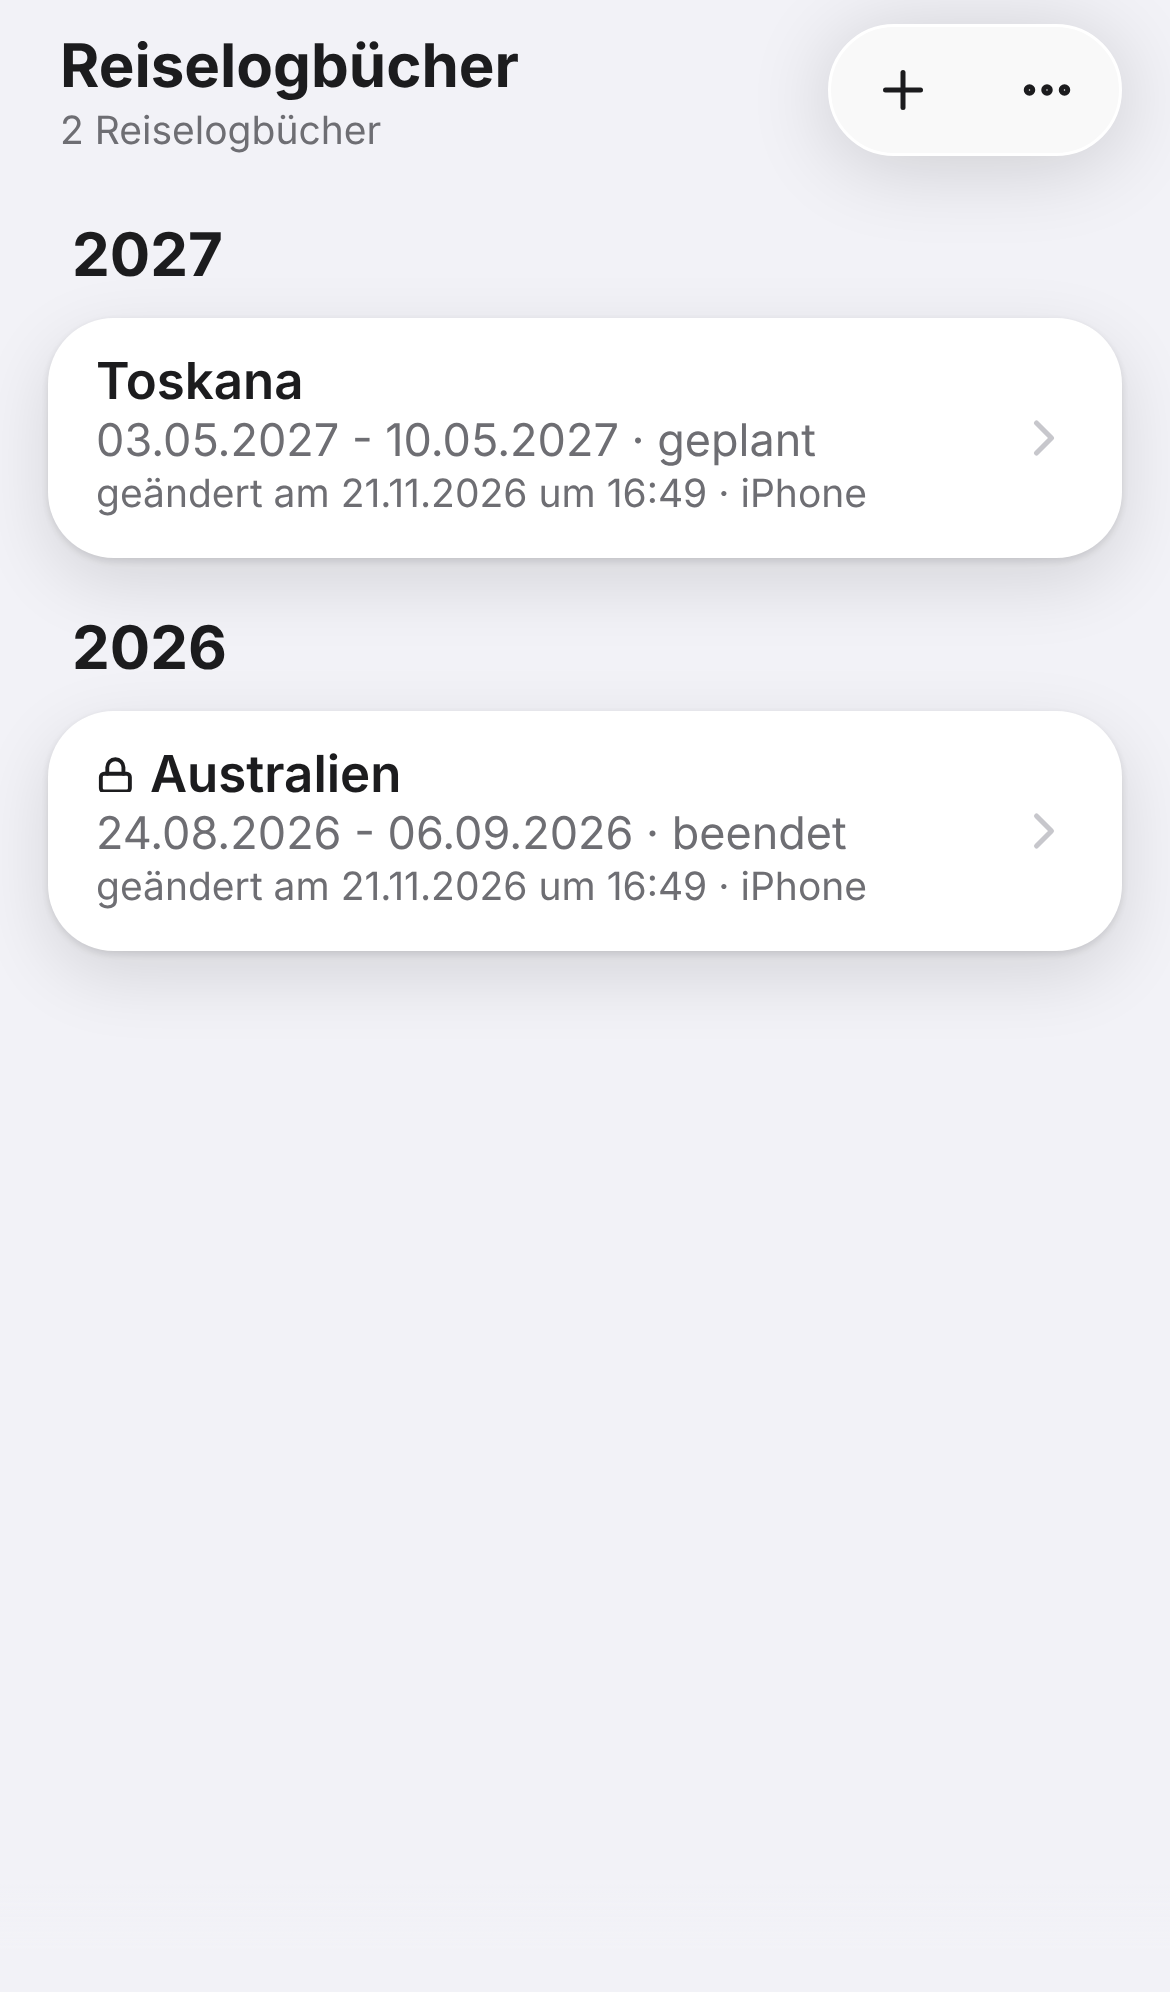 Reiselogbücher
2 Reiselogbücher
2027
Toskana
03.05.2027 - 10.05.2027 · geplant
geändert am 21.11.2026 um 16:49 · iPhone
2026
Australien
24.08.2026 - 06.09.2026 · beendet
geändert am 21.11.2026 um 16:49 · iPhone